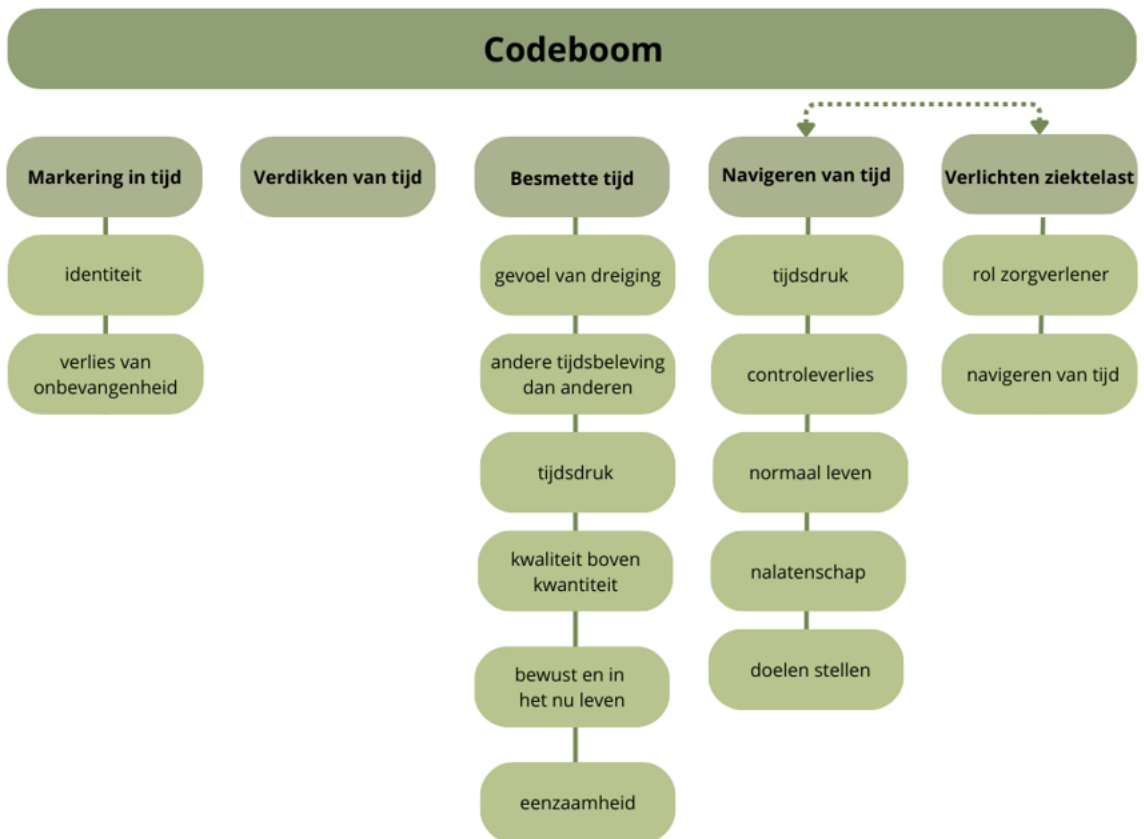 Codeboom
Markering in tijd
identiteit
verlies van
onbevangenheid
Verdikken van tijd
Besmette tijd
gevoel van dreiging
andere tijdsbeleving
dan anderen
tijdsdruk
kwaliteit boven
kwantiteit
bewust en in
het nu leven
eenzaamheid
Navigeren van tijd
tijdsdruk
controleverlies
normaal leven
nalatenschap
doelen stellen
Verlichten ziektelast
rol zorgverlener
navigeren van tijd